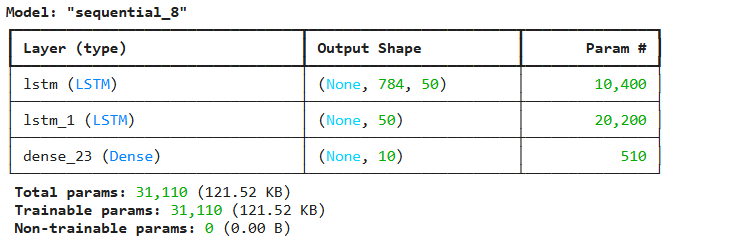 Model: "sequential_8"
Layer (type) Output Shape Param #
lstm (LSTM) (None, 784, 50) 10,400
lstm_1 (LSTM) (None, 50) 20,200
dense_23 (Dense) (None, 10) 510
Total params: 31,110 (121.52 KB)
Trainable params: 31,110 (121.52 KB)
Non-trainable params: 0 (0.00 B)